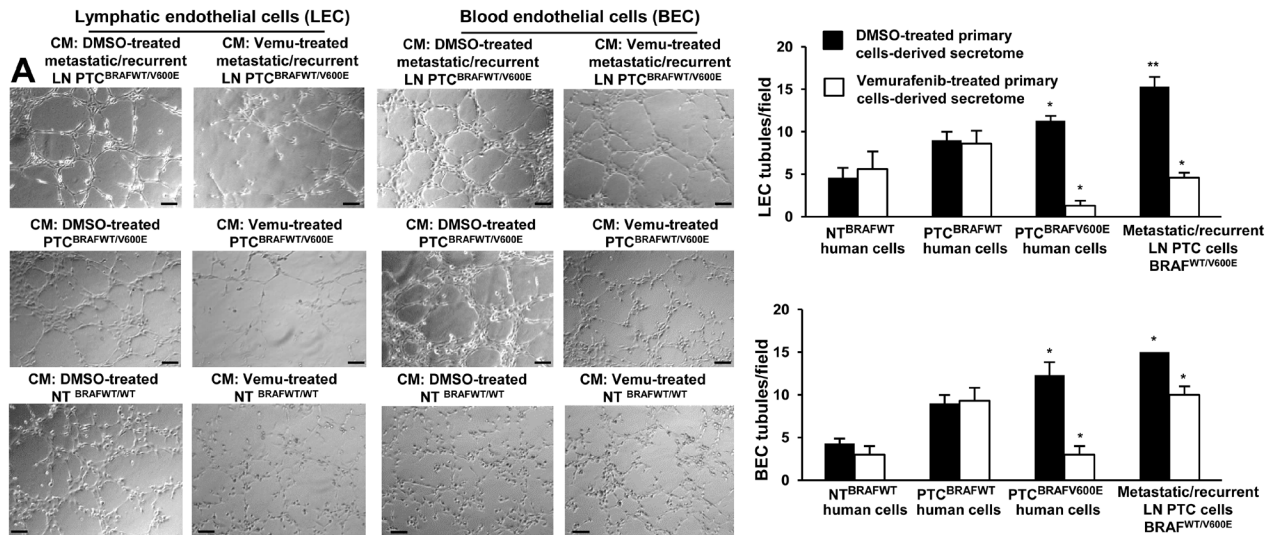 Lymphatic endothelial cells (LEC)
Blood endothelial cells (BEC)
A
CM: DMSO-treated
metastatic/recurrent
LN PTCBRAFWT/V600E
CM: Vemu-treated
metastatic/recurrent
LN PTCBRAFWT/V600E
CM: DMSO-treated
metastatic/recurrent
LN PTCBRAFWT/V600E
CM: Vemu-treated
metastatic/recurrent
LN PTCBRAFWT/V600E
CM: DMSO-treated
PTCBRAFWT/V600E
CM: Vemu-treated
PTCBRAFWT/V600E
CM: DMSO-treated
PTCBRAFWT/V600E
CM: Vemu-treated
PTCBRAFWT/V600E
CM: DMSO-treated
NT BRAFWT/WT
CM: Vemu-treated
NT BRAFWT/WT
CM: DMSO-treated
NT BRAFWT/WT
CM: Vemu-treated
NT BRAFWT/WT
DMSO-treated primary
cells-derived secretome
Vemurafenib-treated primary
cells-derived secretome
LEC tubules/field
20
15
10
5
0
*
*
**
*
NTBRAFWT
human cells
PTCBRAFWT
human cells
PTCBRAFV600E
human cells
Metastatic/recurrent
LN PTC cells
BRAFWT/V600E
BEC tubules/field
20
15
10
5
0
*
*
*
*
NTBRAFWT
human cells
PTCBRAFWT
human cells
PTCBRAFV600E
human cells
Metastatic/recurrent
LN PTC cells
BRAFWT/V600E